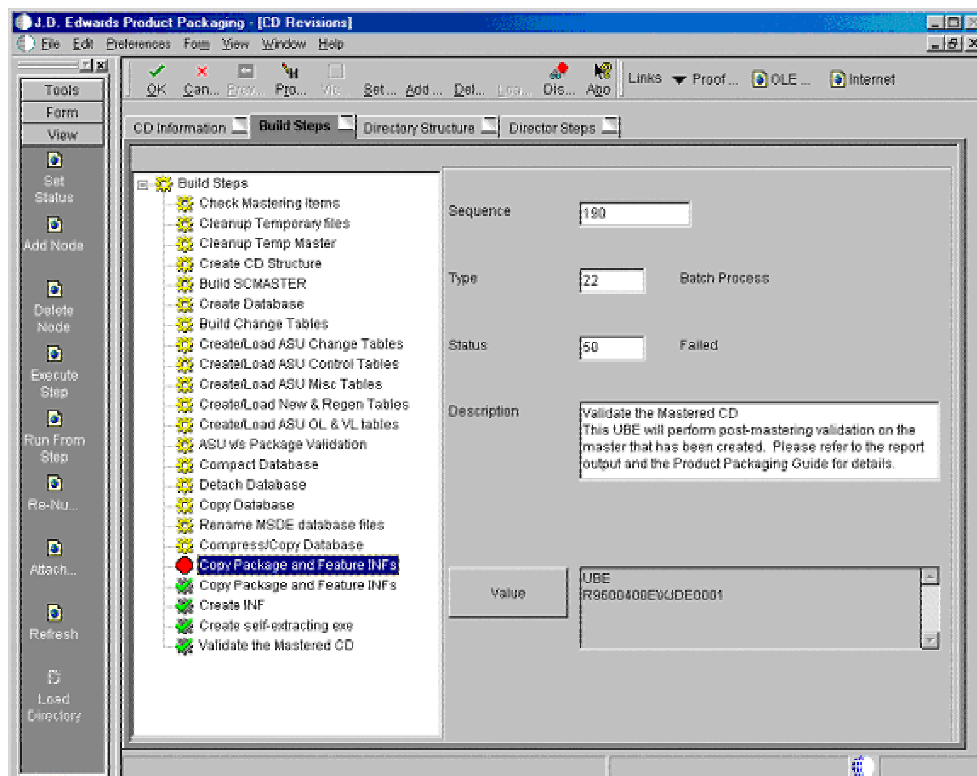 J.D. Edwards Product Packaging - [CD Revisions]
File Edit Preferences Form View Window Help
Tools
Form
View
Set Status
Add Node
Delete Node
Execute Step
Run From Step
Re-Nu...
Attach...
Refresh
Load Directory
OK Can... Prev... Pro... Vie... Set... Add... Del... Loa... Dis... Abo Links Proof... OLE ... Internet
CD Information Build Steps Directory Structure Director Steps
Build Steps
Check Mastering Items
Cleanup Temporary files
Cleanup Temp Master
Create CD Structure
Build SCMASTER
Create Database
Build Change Tables
Create/Load ASU Change Tables
Create/Load ASU Control Tables
Create/Load ASU Misc Tables
Create/Load New & Regen Tables
Create/Load ASU OL & VL tables
ASU v/s Package Validation
Compact Database
Detach Database
Copy Database
Rename MSDE database files
Compress/Copy Database
Copy Package and Feature INFs
Copy Package and Feature INFs
Create INF
Create self-extracting exe
Validate the Mastered CD
Sequence 190
Type 22 Batch Process
Status 50 Failed
Description
Validate the Mastered CD
This UBE will perform post-mastering validation on the
master that has been created. Please refer to the report
output and the Product Packaging Guide for details.
Value
UBE